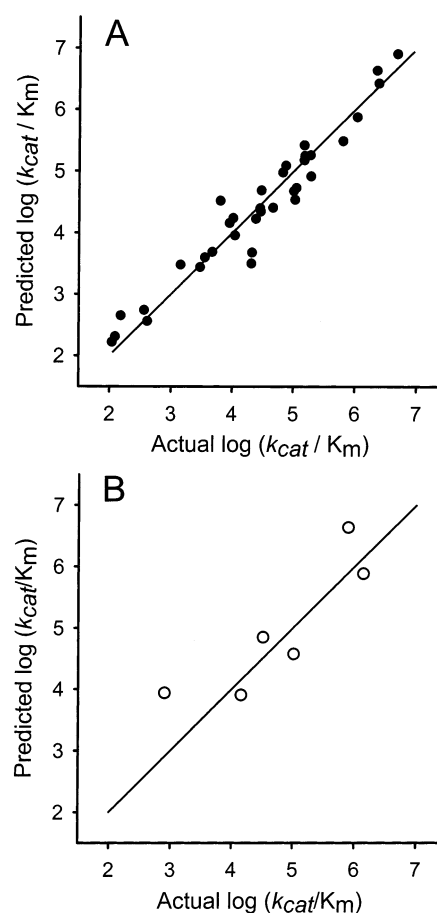 A
7
6
5
4
3
2
Predicted log (kcat / Km)
2 3 4 5 6 7
Actual log (kcat / Km)
B
7
6
5
4
3
2
Predicted log (kcat/Km)
2 3 4 5 6 7
Actual log (kcat/Km)